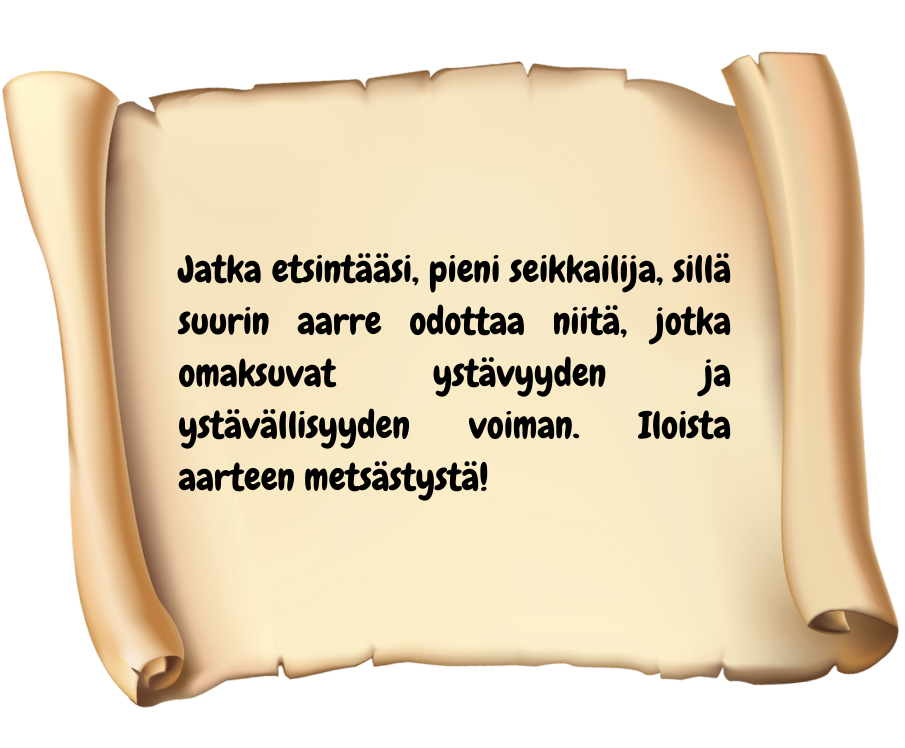 Jatka etsintääsi, pieni seikkailija, sillä
suurin aarre odottaa niitä, jotka
omaksuvat ystävyyden ja
ystävällisyyden voiman. Iloista
aarteen metsästystä!